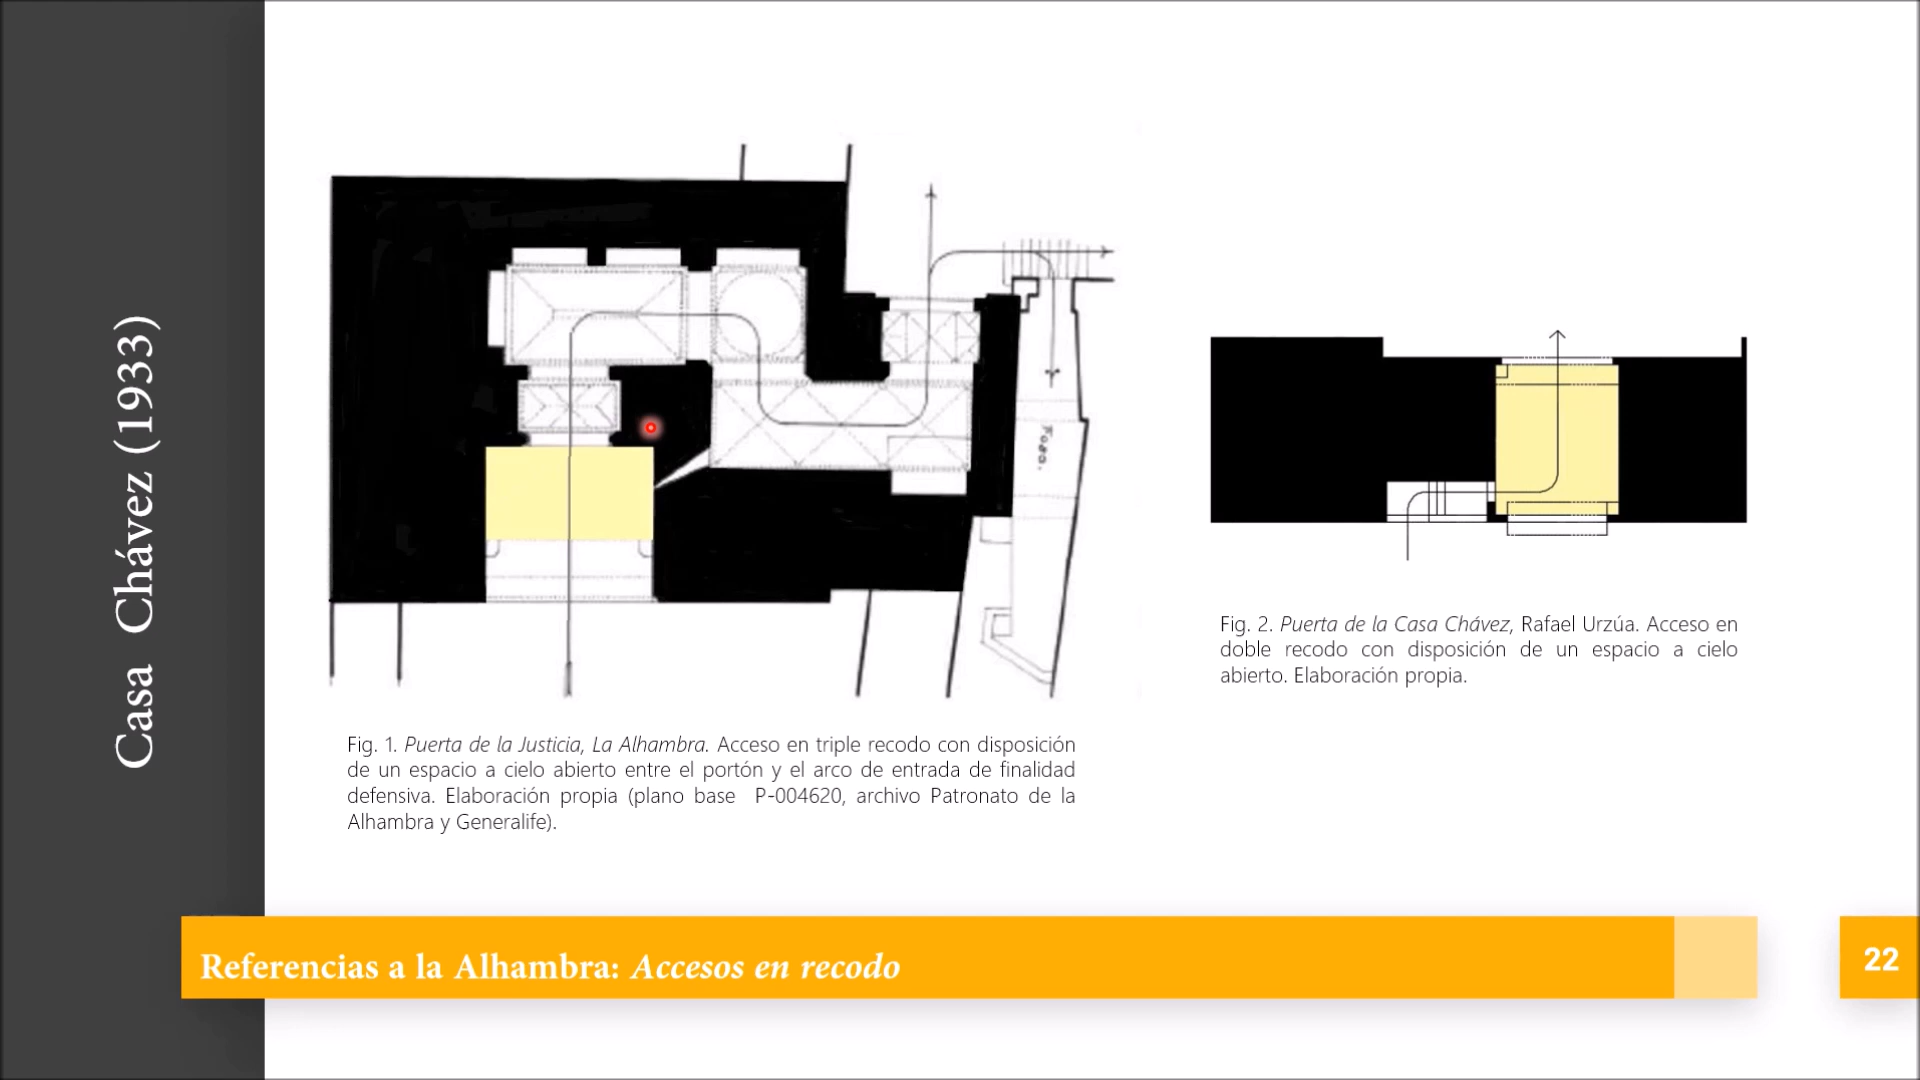 Casa Chávez (1933)
Fosa.
Fig. 1. Puerta de la Justicia, La Alhambra. Acceso en triple recodo con disposición
de un espacio a cielo abierto entre el portón y el arco de entrada de finalidad
defensiva. Elaboración propia (plano base P-004620, archivo Patronato de la
Alhambra y Generalife).
Fig. 2. Puerta de la Casa Chávez, Rafael Urzúa. Acceso en
doble recodo con disposición de un espacio a cielo
abierto. Elaboración propia.
Referencias a la Alhambra: Accesos en recodo
22